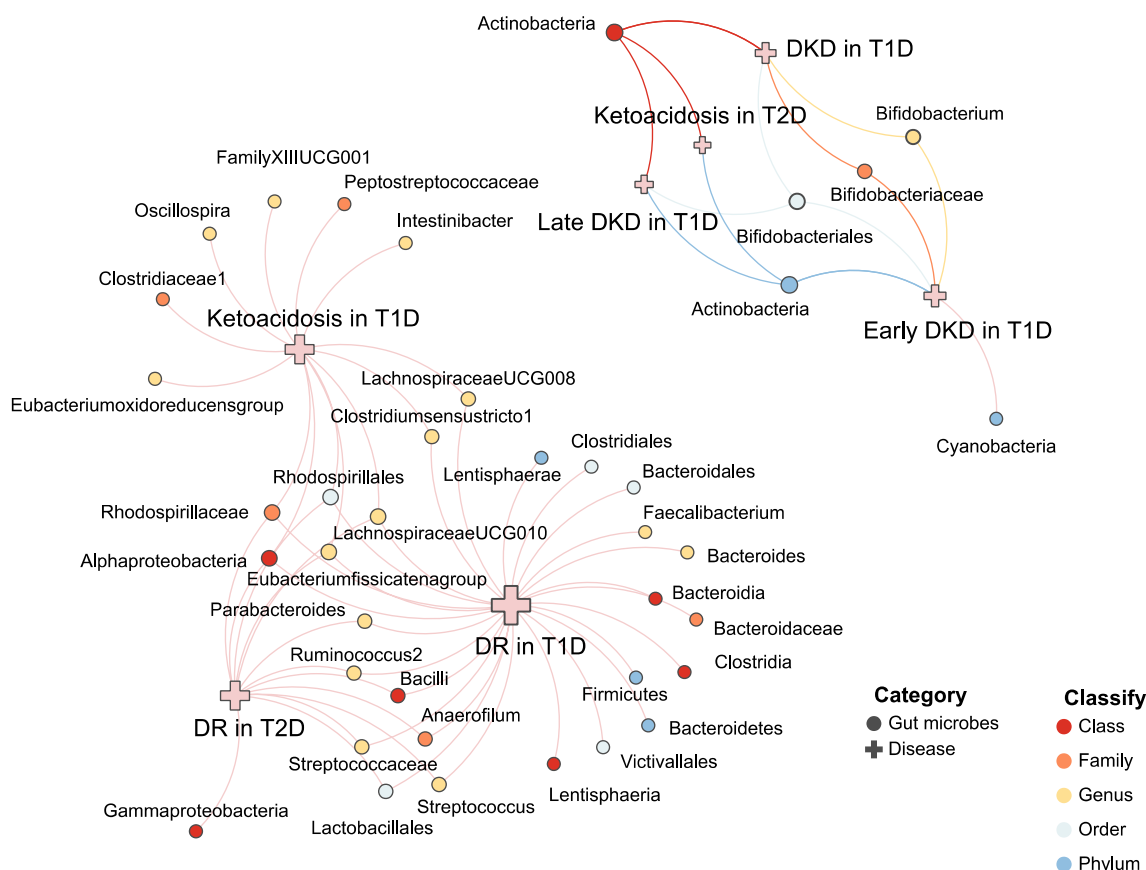 Actinobacteria
DKD in T1D
Ketoacidosis in T2D
Bifidobacterium
FamilyXIIIUCG001
Peptostreptococcaceae
Bifidobacteriaceae
Oscillospira
Intestinibacter
Late DKD in T1D
Bifidobacteriales
Clostridiaceae1
Actinobacteria
Ketoacidosis in T1D
Early DKD in T1D
LachnospiraceaeUCG008
Eubacteriumoxidoreducensgroup
Clostridiumsensustricto1
Cyanobacteria
Clostridiales
Lentisphaerae
Bacteroidales
Rhodospirillales
Rhodospirillaceae
Faecalibacterium
LachnospiraceaeUCG010
Alphaproteobacteria
Bacteroides
Eubacteriumfissicatenagroup
Bacteroidia
Parabacteroides
Bacteroidaceae
DR in T1D
Ruminococcus2
Clostridia
Bacilli
Firmicutes
Category
Classify
Anaerofilum
Gut microbes
Class
DR in T2D
Bacteroidetes
Disease
Streptococcaceae
Victivallales
Family
Lentisphaeria
Genus
Gammaproteobacteria
Streptococcus
Lactobacillales
Order
Phylum